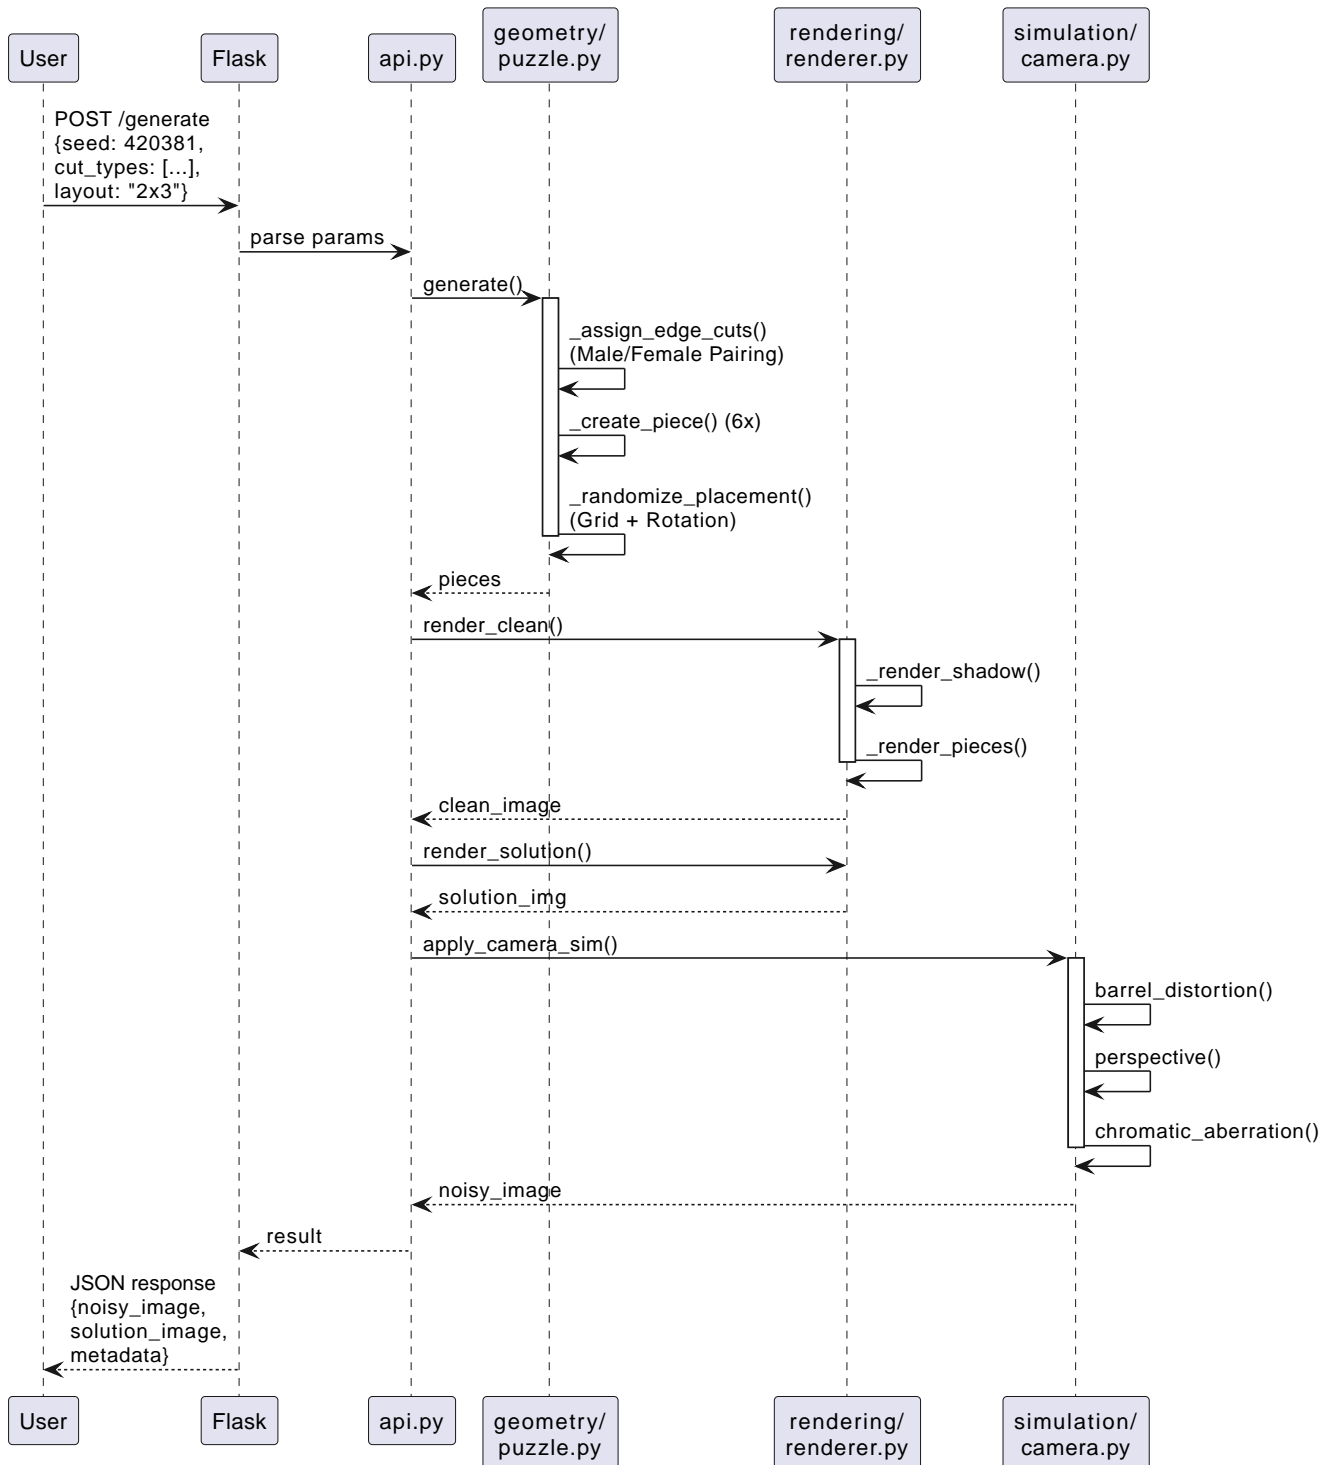 User
Flask
api.py
geometry/
puzzle.py
rendering/
renderer.py
simulation/
camera.py
POST /generate
{seed: 420381,
cut_types: [...],
layout: "2x3"}
parse params
generate()
_assign_edge_cuts()
(Male/Female Pairing)
_create_piece() (6x)
_randomize_placement()
(Grid + Rotation)
pieces
render_clean()
_render_shadow()
_render_pieces()
clean_image
render_solution()
solution_img
apply_camera_sim()
barrel_distortion()
perspective()
chromatic_aberration()
noisy_image
result
JSON response
{noisy_image,
solution_image,
metadata}
User
Flask
api.py
geometry/
puzzle.py
rendering/
renderer.py
simulation/
camera.py